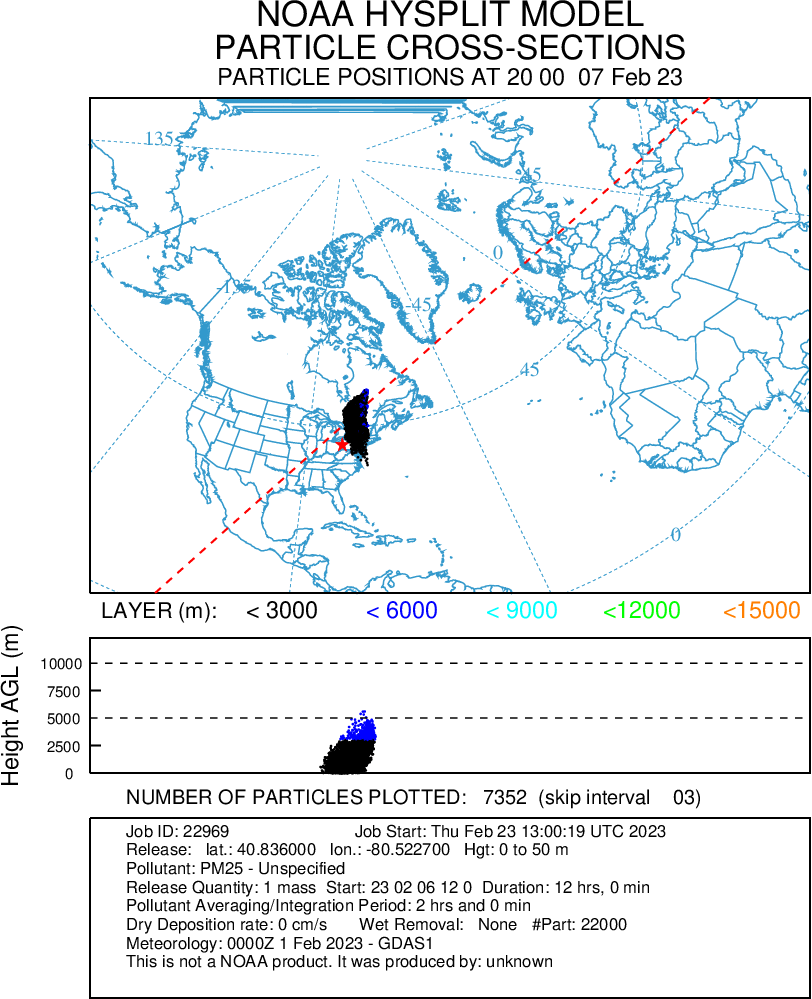 NOAA HYSPLIT MODEL
PARTICLE CROSS-SECTIONS
PARTICLE POSITIONS AT 20 00 07 Feb 23
135
45
0
-135
-45
45
0
LAYER (m): < 3000 < 6000 < 9000 <12000 <15000
Height AGL (m)
10000
7500
5000
2500
0
NUMBER OF PARTICLES PLOTTED: 7352 (skip interval 03)
Job ID: 22969 Job Start: Thu Feb 23 13:00:19 UTC 2023
Release: lat.: 40.836000 lon.: -80.522700 Hgt: 0 to 50 m
Pollutant: PM25 - Unspecified
Release Quantity: 1 mass Start: 23 02 06 12 0 Duration: 12 hrs, 0 min
Pollutant Averaging/Integration Period: 2 hrs and 0 min
Dry Deposition rate: 0 cm/s Wet Removal: None #Part: 22000
Meteorology: 0000Z 1 Feb 2023 - GDAS1
This is not a NOAA product. It was produced by: unknown